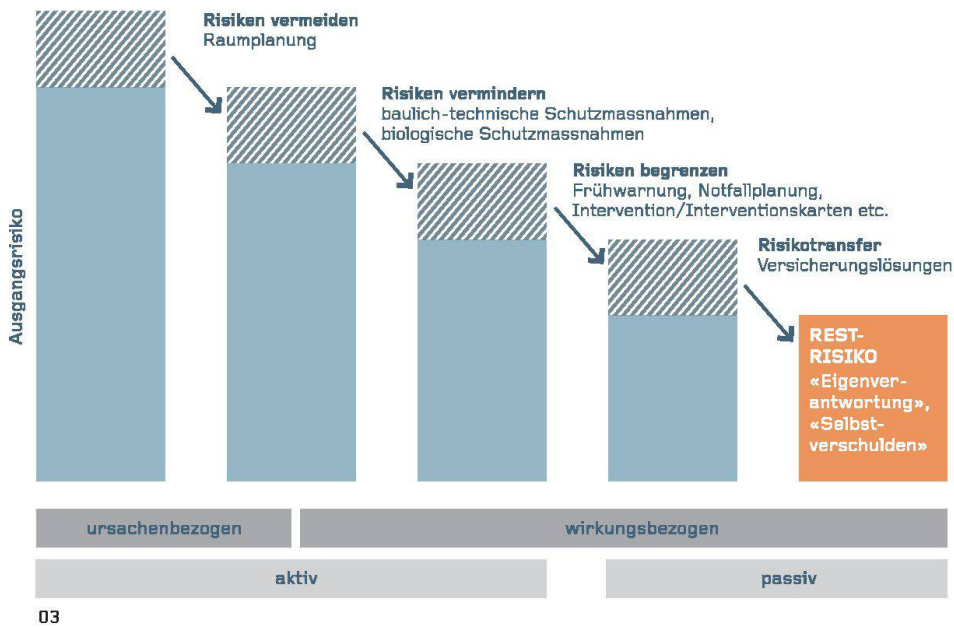 Risiken vermeiden
Raumplanung
Risiken vermindern
baulich-technische Schutzmassnahmen,
biologische Schutzmassnahmen
Risiken begrenzen
Frühwarnung, Notfallplanung,
Intervention/Interventionskarten etc.
Risikotransfer
Versicherungslösungen
Ausgangsrisiko
REST-
RISIKO
«Eigenver-
antwortung»,
«Selbst-
verschulden»
ursachenbezogen
wirkungsbezogen
aktiv
passiv
03